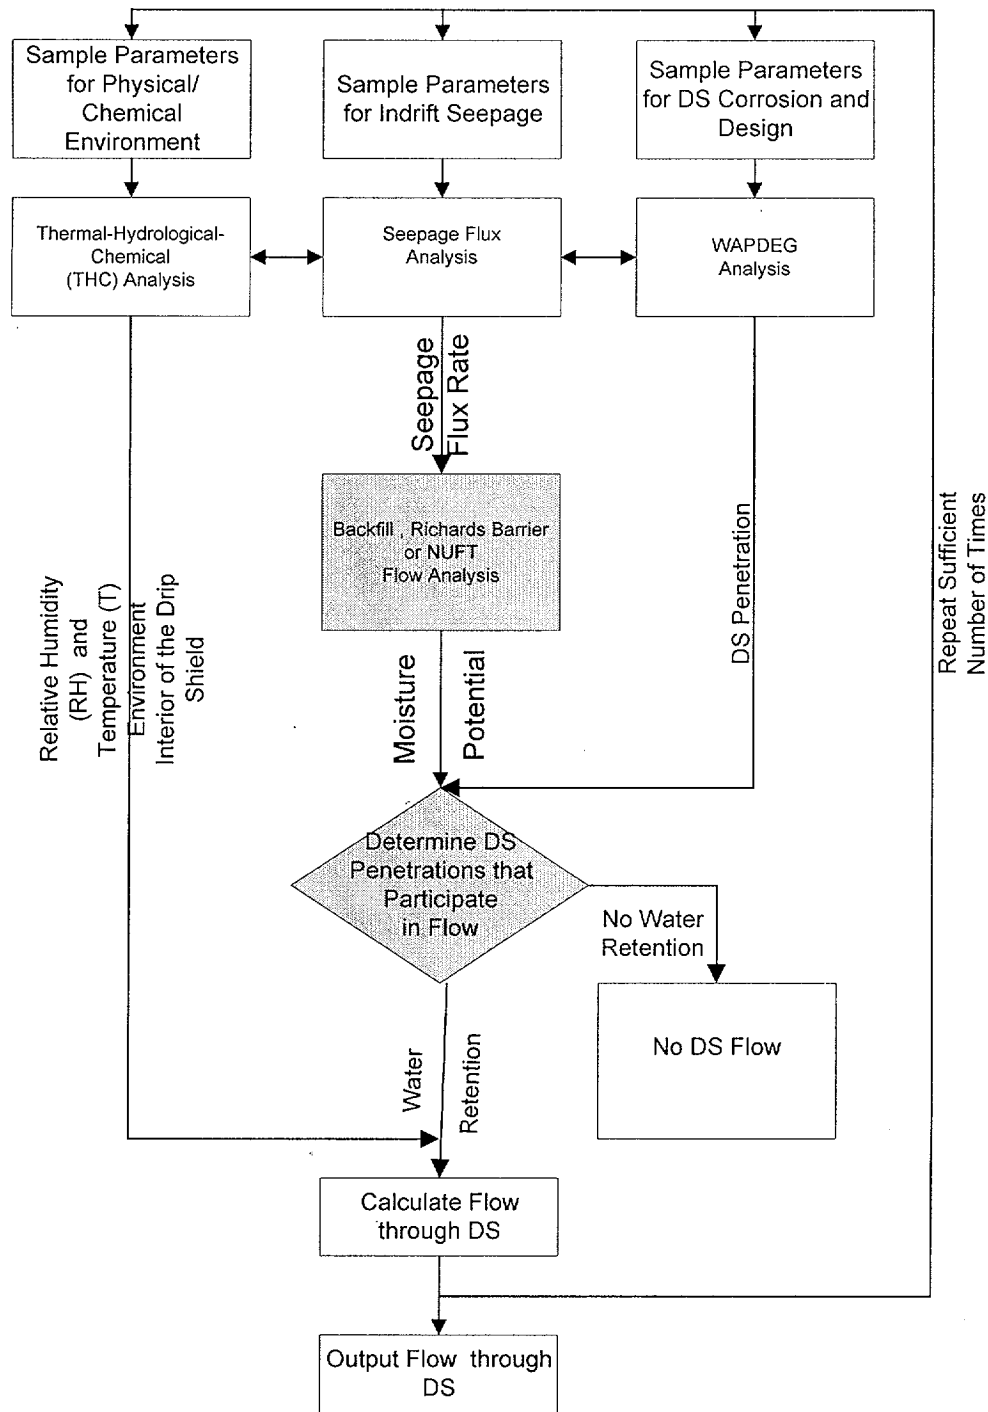 Sample Parameters
for Physical/
Chemical
Environment
Sample Parameters
for Indrift Seepage
Sample Parameters
for DS Corrosion and
Design
Thermal-Hydrological-
Chemical
(THC) Analysis
Seepage Flux
Analysis
WAPDEG
Analysis
Seepage
Flux Rate
Backfill , Richards Barrier
or NUFT
Flow Analysis
Relative Humidity
(RH) and
Temperature (T)
Environment
Interior of the Drip
Shield
Moisture
Potential
DS Penetration
Repeat Sufficient
Number of Times
Determine DS
Penetrations that
Participate
in Flow
No Water
Retention
No DS Flow
Water
Retention
Calculate Flow
through DS
Output Flow through
DS